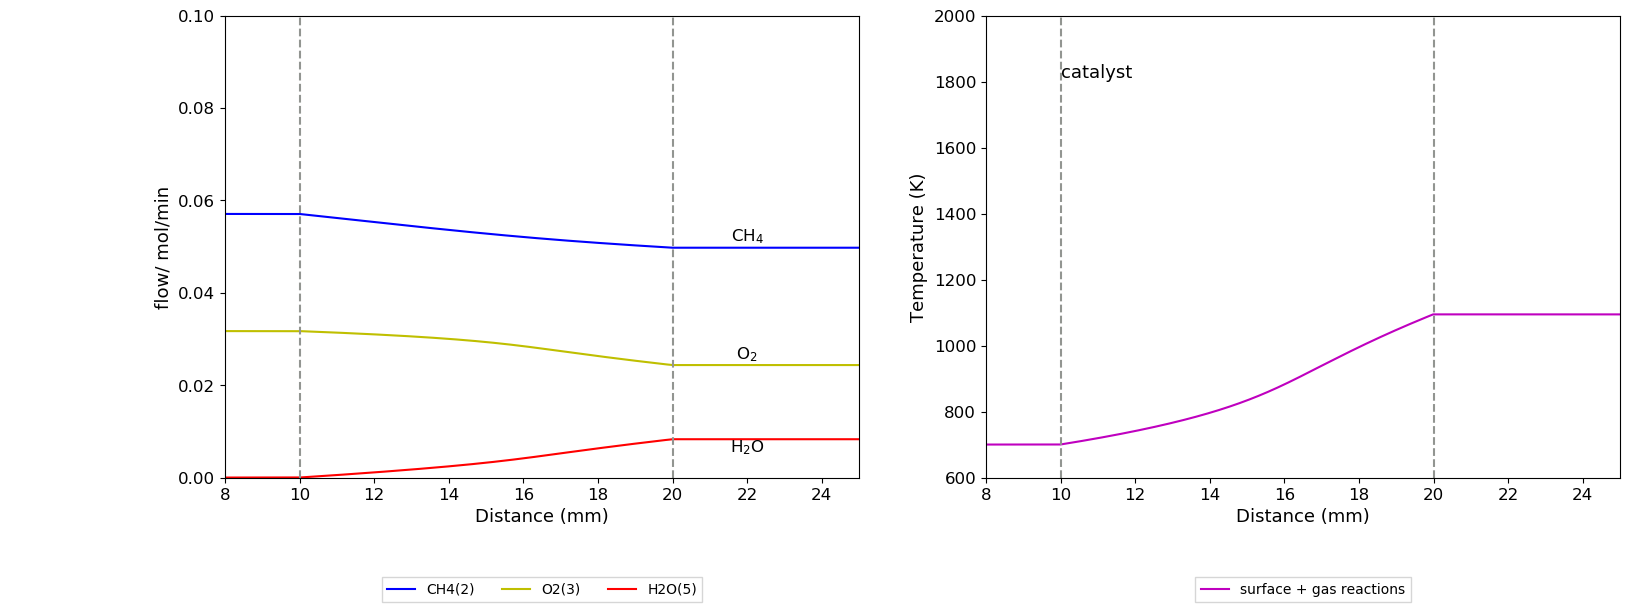 0.10
0.08
0.06
0.04
0.02
0.00
flow/ mol/min
CH₄
O₂
H₂O
8 10 12 14 16 18 20 22 24
Distance (mm)
CH4(2) O2(3) H2O(5)
2000
1800
1600
1400
1200
1000
800
600
Temperature (K)
catalyst
8 10 12 14 16 18 20 22 24
Distance (mm)
surface + gas reactions